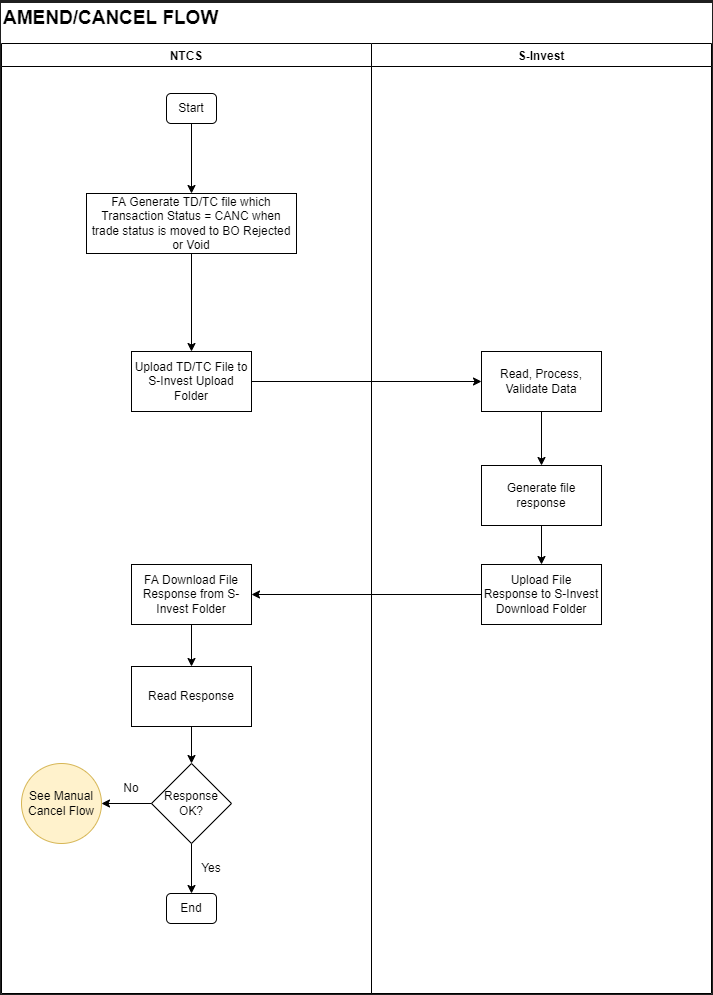 AMEND/CANCEL FLOW
NTCS
S-Invest
Start
FA Generate TD/TC file which
Transaction Status = CANC when
trade status is moved to BO Rejected
or Void
Upload TD/TC File to
S-Invest Upload
Folder
Read, Process,
Validate Data
Generate file
response
Upload File
Response to S-Invest
Download Folder
FA Download File
Response from S-
Invest Folder
Read Response
Response
OK?
No
See Manual
Cancel Flow
Yes
End